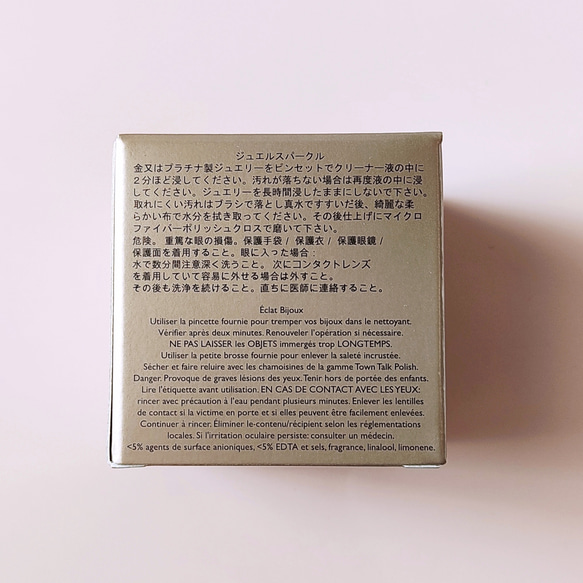 ジュエルスパークル
金又はプラチナ製ジュエリーをピンセットでクリーナー液の中に
2分ほど浸してください。汚れが落ちない場合は再度液の中に浸
してください。ジュエリーを長時間浸したままにしないで下さい。
取れにくい汚れはブラシで落とし真水ですすいだ後、綺麗な柔
らかい布で水分を拭き取ってください。その後仕上げにマイクロ
ファイバーポリッシュクロスで磨いて下さい。
危険。 重篤な眼の損傷。保護手袋 / 保護衣 / 保護眼鏡 /
保護面を着用すること。眼に入った場合:
水で数分間注意深く洗うこと。 次にコンタクトレンズ
を着用していて容易に外せる場合は外すこと。
その後も洗浄を続けること。直ちに医師に連絡すること。
Éclat Bijoux
Utiliser la pincette fournie pour tremper vos bijoux dans le nettoyant.
Vérifier après deux minutes. Renouveler l'opération si nécessaire.
NE PAS LAISSER les OBJETS immergés trop LONGTEMPS.
Utiliser la petite brosse fournie pour enlever la saleté incrustée.
Sécher et faire reluire avec les chamoisines de la gamme Town Talk Polish.
Danger. Provoque de graves lésions des yeux. Tenir hors de portée des enfants.
Lire l'étiquette avant utilisation. EN CAS DE CONTACT AVEC LES YEUX:
rincer avec précaution à l'eau pendant plusieurs minutes. Enlever les lentilles
de contact si la victime en porte et si elles peuvent être facilement enlevées.
Continuer à rincer. Éliminer le contenu/récipient selon les réglementations
locales. Si l'irritation oculaire persiste: consulter un médecin.
<5% agents de surface anioniques, <5% EDTA et sels, fragrance, linalool, limonene.